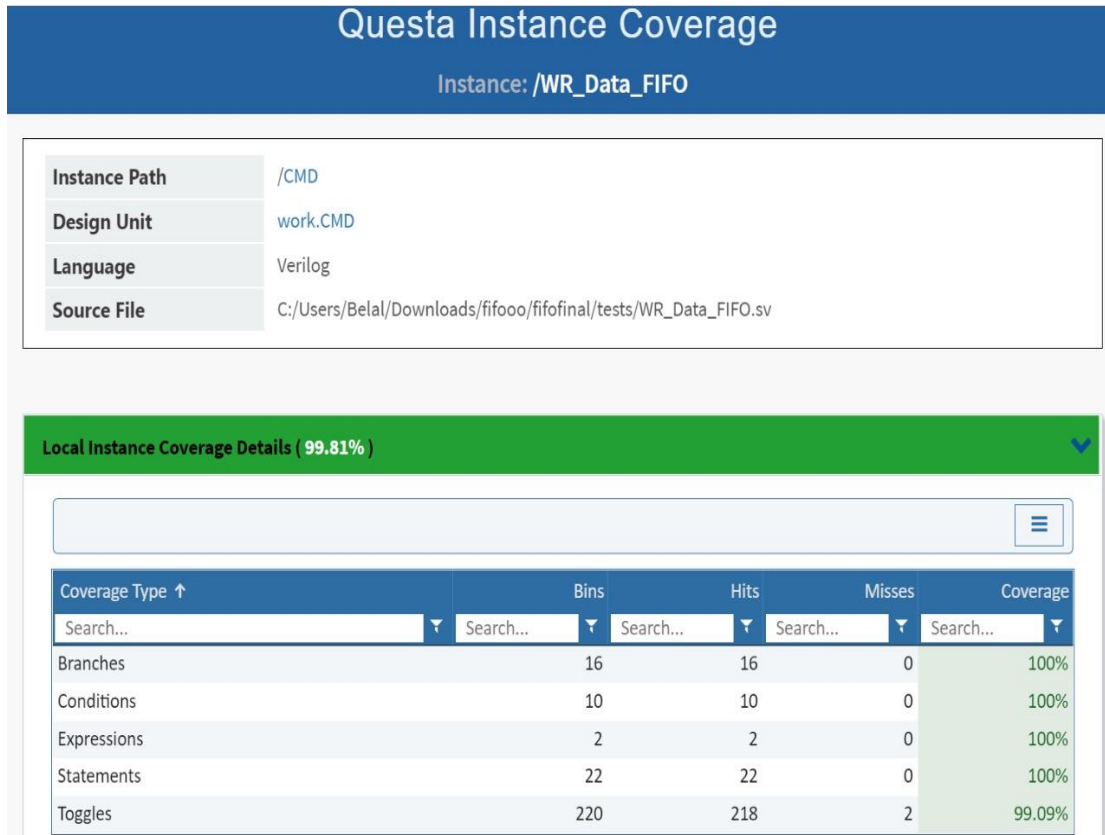 Questa Instance Coverage
Instance: /WR_Data_FIFO
Instance Path /CMD
Design Unit work.CMD
Language Verilog
Source File C:/Users/Belal/Downloads/fifooo/fifofinal/tests/WR_Data_FIFO.sv
Local Instance Coverage Details ( 99.81% )
Coverage Type ↑ Bins Hits Misses Coverage
Search... Search... Search... Search... Search...
Branches 16 16 0 100%
Conditions 10 10 0 100%
Expressions 2 2 0 100%
Statements 22 22 0 100%
Toggles 220 218 2 99.09%